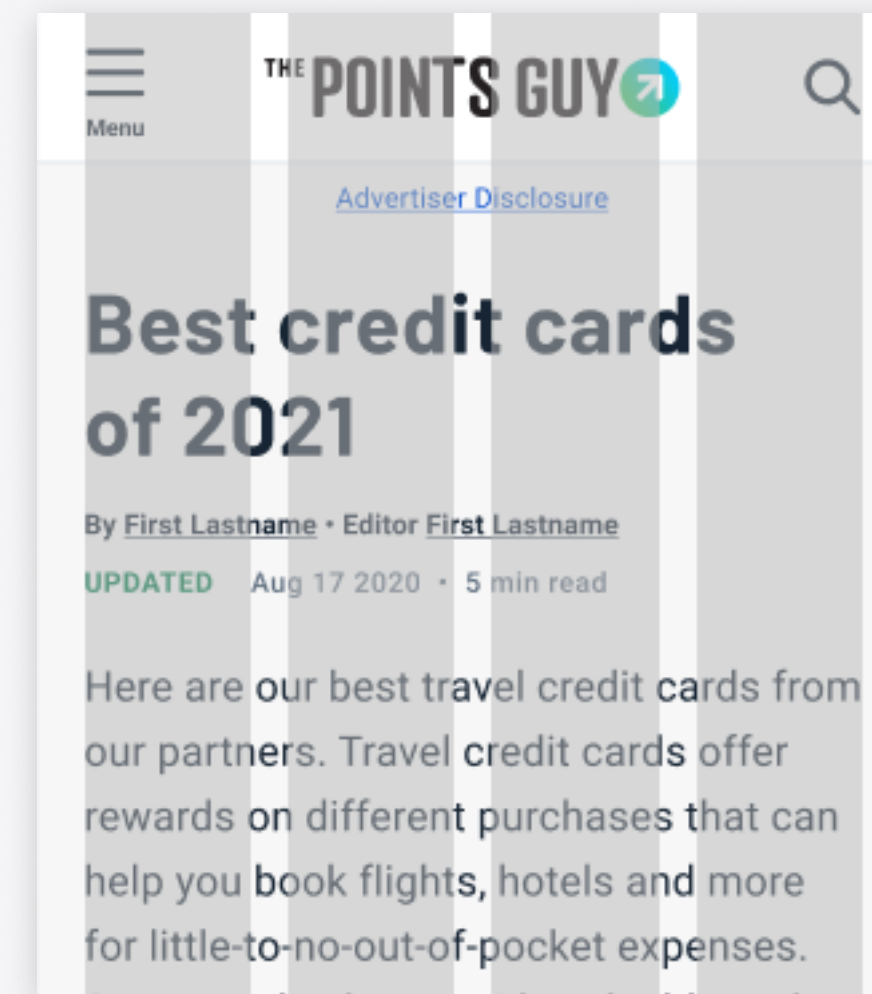 THE POINTS GUY
Menu
Advertiser Disclosure
Best credit cards
of 2021
By First Lastname • Editor First Lastname
UPDATED Aug 17 2020 • 5 min read
Here are our best travel credit cards from
our partners. Travel credit cards offer
rewards on different purchases that can
help you book flights, hotels and more
for little-to-no-out-of-pocket expenses.